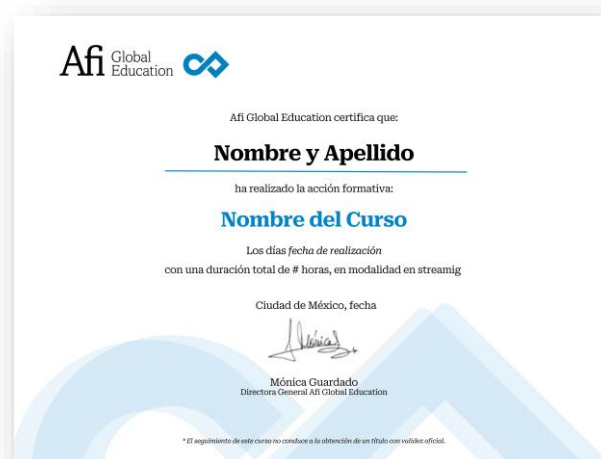 Afi Global
Education
Afi Global Education certifica que:
Nombre y Apellido
ha realizado la acción formativa:
Nombre del Curso
Los días fecha de realización
con una duración total de # horas, en modalidad en streamig
Ciudad de México, fecha
Mónica
Mónica Guardado
Directora General Afi Global Education
* El seguimiento de este curso no conduce a la obtención de un título con validez oficial.